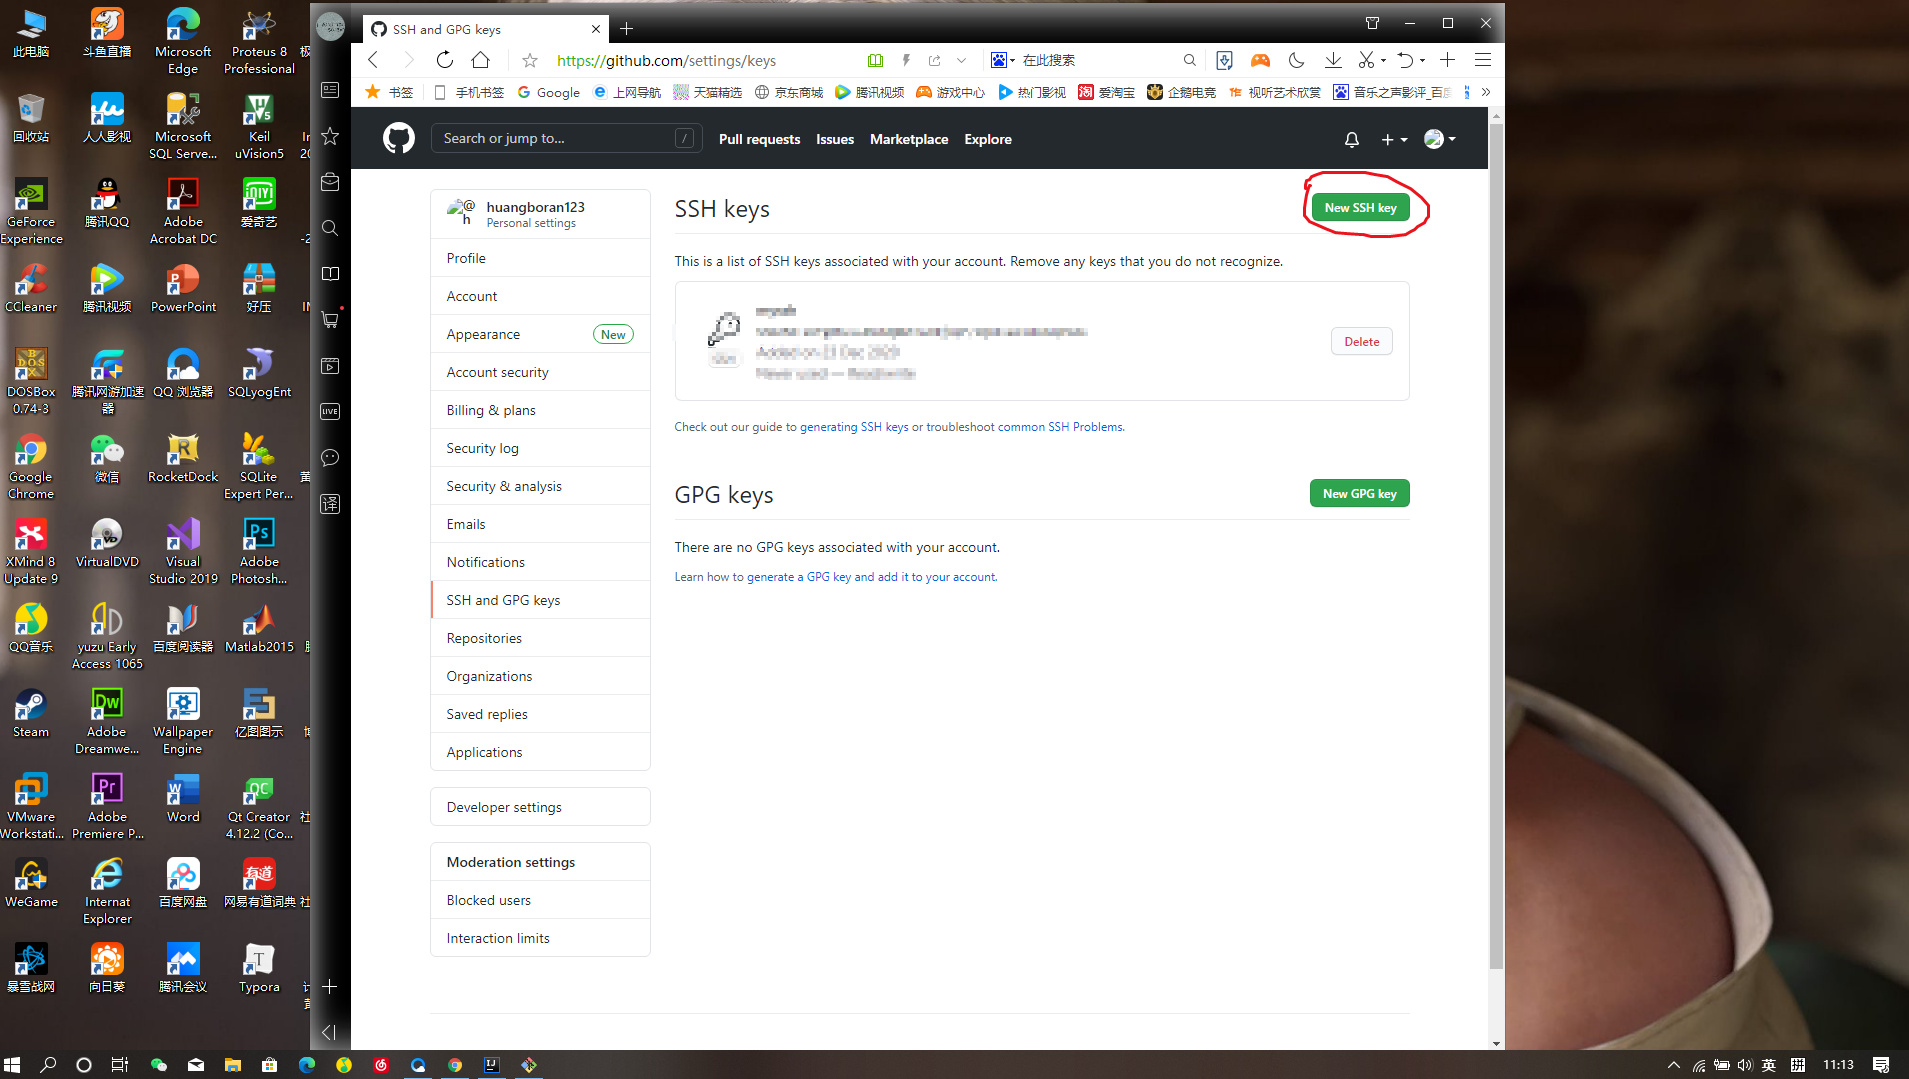 此电脑
斗鱼直播
Microsoft
Edge
Proteus 8
Professional
回收站
人人影视
Microsoft
SQL Serve...
Keil
uVision5
GeForce
Experience
腾讯QQ
Adobe
Acrobat DC
爱奇艺
CCleaner
腾讯视频
PowerPoint
好压
DOSBox
0.74-3
腾讯网游加速
器
QQ 浏览器
SQLyogEnt
Google
Chrome
微信
RocketDock
SQLite
Expert Per...
XMind 8
Update 9
VirtualDVD
Visual
Studio 2019
Adobe
Photosh...
QQ音乐
yuzu Early
Access 1065
百度阅读器
Matlab2015
Steam
Adobe
Dreamwe...
Wallpaper
Engine
亿图图示
VMware
Workstati...
Adobe
Premiere P...
Word
Qt Creator
4.12.2 (Co...
WeGame
Internat
Explorer
百度网盘
网易有道词典
暴雪战网
向日葵
腾讯会议
Typora
LIVE
译
SSH and GPG keys
https://github.com/settings/keys
在此搜索
书签
手机书签
Google
上网导航
天猫精选
京东商城
腾讯视频
游戏中心
热门影视
爱淘宝
企鹅电竞
视听艺术欣赏
音乐之声影评_百度
Search or jump to...
/
Pull requests
Issues
Marketplace
Explore
huangboran123
Personal settings
Profile
Account
Appearance
New
Account security
Billing & plans
Security log
Security & analysis
Emails
Notifications
SSH and GPG keys
Repositories
Organizations
Saved replies
Applications
Developer settings
Moderation settings
Blocked users
Interaction limits
SSH keys
New SSH key
This is a list of SSH keys associated with your account. Remove any keys that you do not recognize.
Delete
Check out our guide to generating SSH keys or troubleshoot common SSH Problems.
GPG keys
New GPG key
There are no GPG keys associated with your account.
Learn how to generate a GPG key and add it to your account.
英
拼
11:13